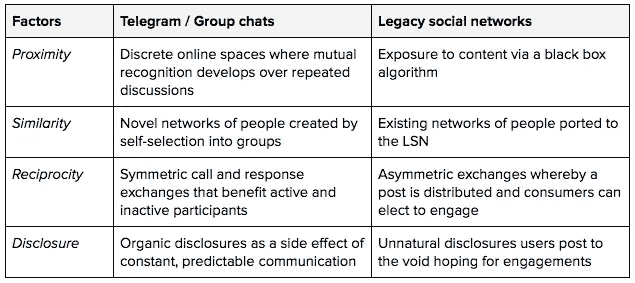 Factors
Telegram / Group chats
Legacy social networks
Proximity
Discrete online spaces where mutual
recognition develops over repeated
discussions
Exposure to content via a black box
algorithm
Similarity
Novel networks of people created by
self-selection into groups
Existing networks of people ported to
the LSN
Reciprocity
Symmetric call and response
exchanges that benefit active and
inactive participants
Asymmetric exchanges whereby a
post is distributed and consumers can
elect to engage
Disclosure
Organic disclosures as a side effect of
constant, predictable communication
Unnatural disclosures users post to
the void hoping for engagements